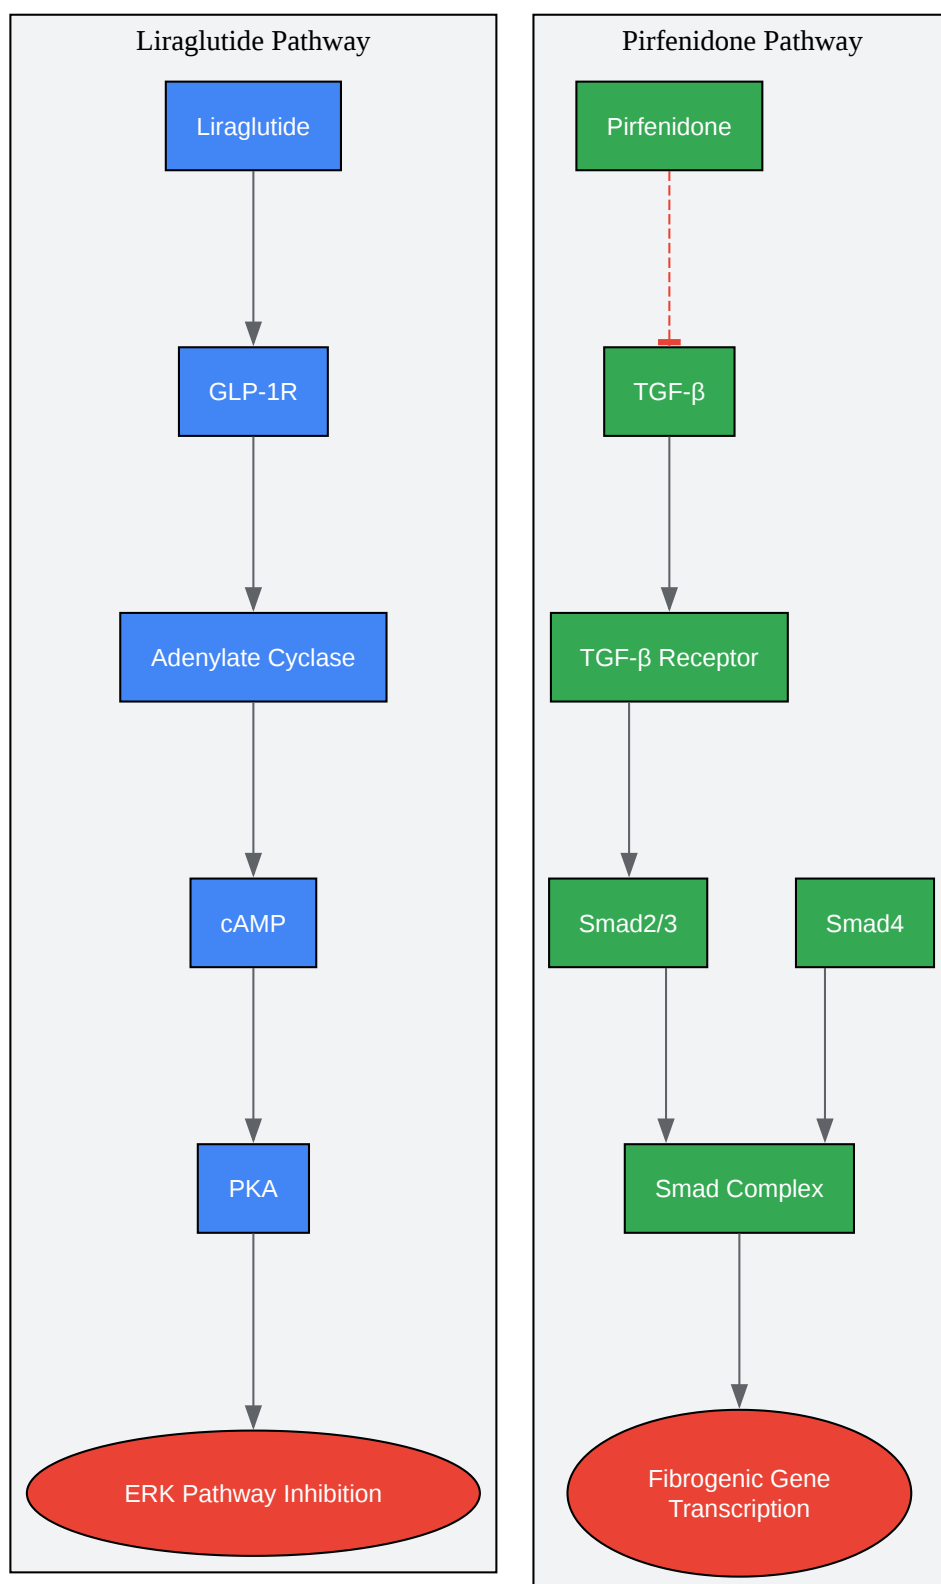 Liraglutide Pathway
Liraglutide
GLP-1R
Adenylate Cyclase
cAMP
PKA
ERK Pathway Inhibition
Pirfenidone Pathway
Pirfenidone
TGF-β
TGF-β Receptor
Smad2/3
Smad4
Smad Complex
Fibrogenic Gene
Transcription